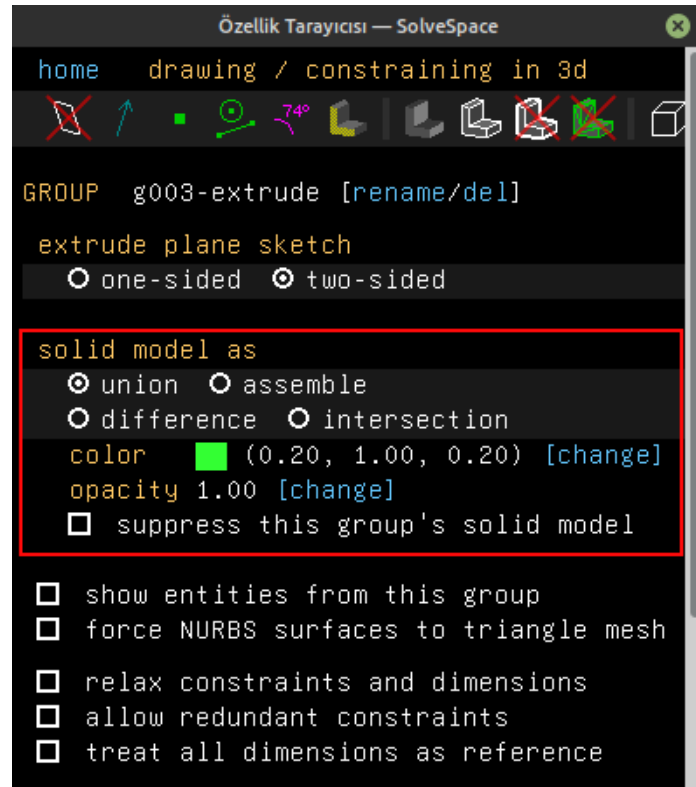 Özellik Tarayıcısı — SolveSpace
home drawing / constraining in 3d
74°
GROUP g003-extrude [rename/del]
extrude plane sketch
one-sided two-sided
solid model as
union assemble
difference intersection
color (0.20, 1.00, 0.20) [change]
opacity 1.00 [change]
suppress this group's solid model
show entities from this group
force NURBS surfaces to triangle mesh
relax constraints and dimensions
allow redundant constraints
treat all dimensions as reference